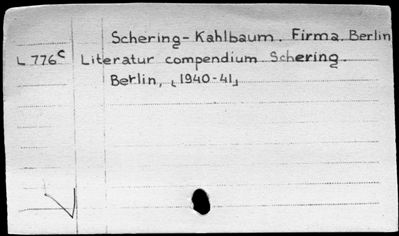 Schering-Kahlbaum. Firma. Berlin
L 776c Literatur compendium Schering.
Berlin, [1940-41]